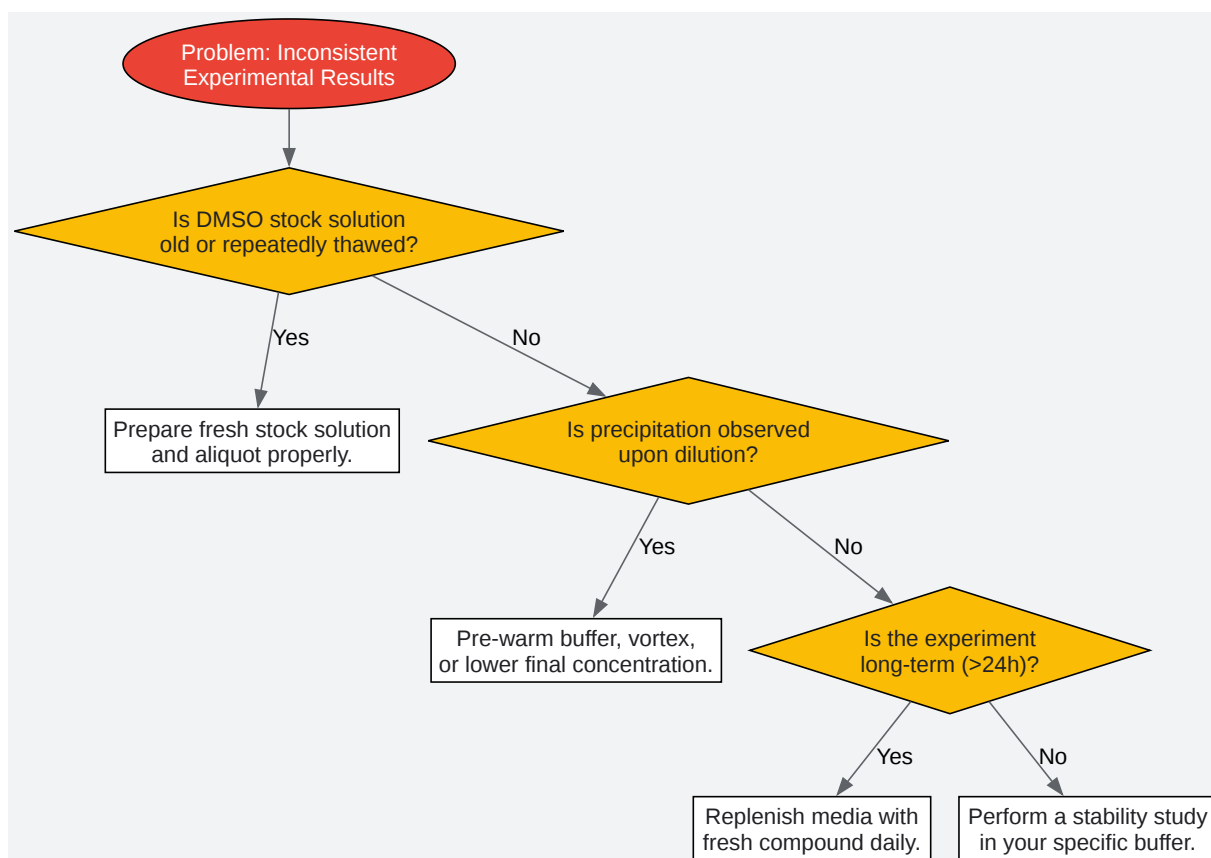 Problem: Inconsistent
Experimental Results
Is DMSO stock solution
old or repeatedly thawed?
Yes
No
Prepare fresh stock solution
and aliquot properly.
Is precipitation observed
upon dilution?
Yes
No
Pre-warm buffer, vortex,
or lower final concentration.
Is the experiment
long-term (>24h)?
Yes
No
Replenish media with
fresh compound daily.
Perform a stability study
in your specific buffer.